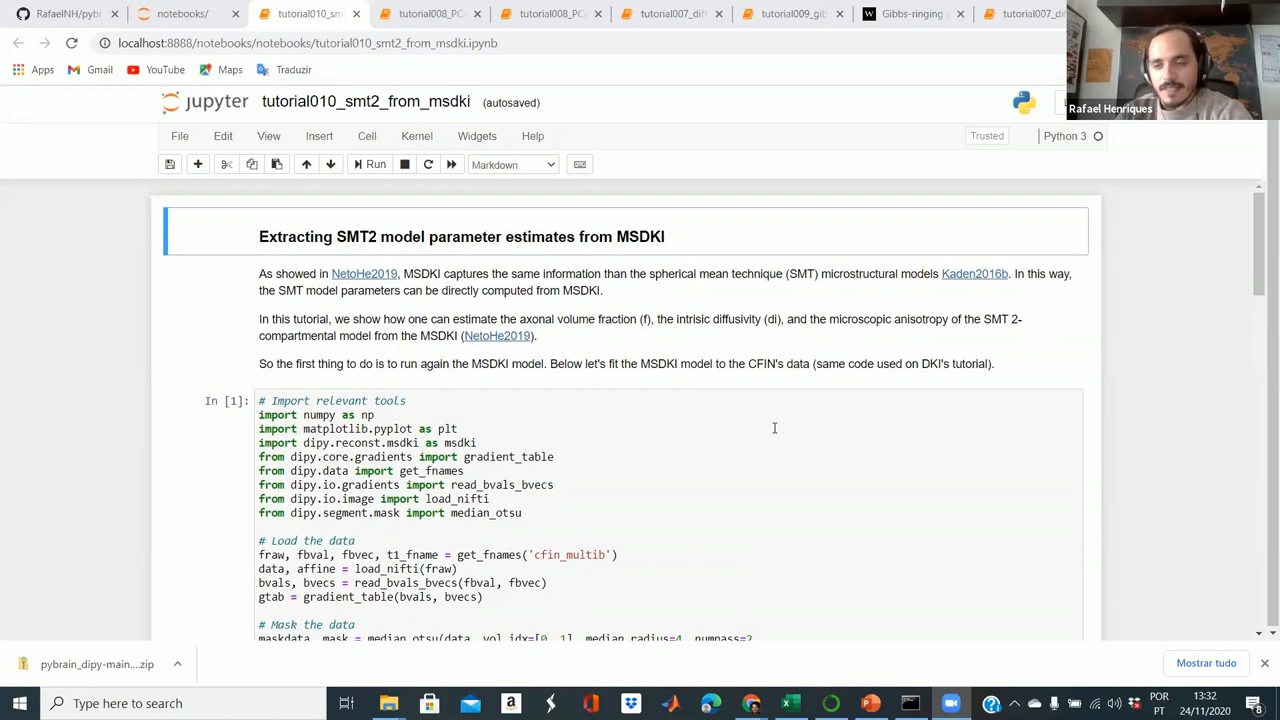 RafaelNH/pybr
notebooks/
tutorial010_sm
tutorial008_PC
tutorial008_PC
tutorial007_dif
tutorial009_gib
Gibbs-ringing
tutorial007_di
localhost:8888/notebooks/notebooks/tutorial010_smt2_from_msdki.ipynb
Apps
Gmail
YouTube
Maps
Traduzir
Rafael Henriques
jupyter
tutorial010_smt2_from_msdki
(autosaved)
File
Edit
View
Insert
Cell
Kernel
Widgets
Help
Trusted
Python 3
Run
Markdown
Extracting SMT2 model parameter estimates from MSDKI
As showed in NetoHe2019, MSDKI captures the same information than the spherical mean technique (SMT) microstructural models Kaden2016b. In this way,
the SMT model parameters can be directly computed from MSDKI.
In this tutorial, we show how one can estimate the axonal volume fraction (f), the intrisic diffusivity (di), and the microscopic anisotropy of the SMT 2-
compartmental model from the MSDKI (NetoHe2019).
So the first thing to do is to run again the MSDKI model. Below let's fit the MSDKI model to the CFIN's data (same code used on DKI's tutorial).
In [1]:
# Import relevant tools
import numpy as np
import matplotlib.pyplot as plt
import dipy.reconst.msdki as msdki
from dipy.core.gradients import gradient_table
from dipy.data import get_fnames
from dipy.io.gradients import read_bvals_bvecs
from dipy.io.image import load_nifti
from dipy.segment.mask import median_otsu
# Load the data
fraw, fbval, fbvec, t1_fname = get_fnames('cfin_multib')
data, affine = load_nifti(fraw)
bvals, bvecs = read_bvals_bvecs(fbval, fbvec)
gtab = gradient_table(bvals, bvecs)
# Mask the data
maskdata, mask = median_otsu(data, vol_idx=[0, 1], median_radius=4, numpass=2,
pybrain_dipy-main....zip
Mostrar tudo
Type here to search
POR
PT
13:32
24/11/2020
8